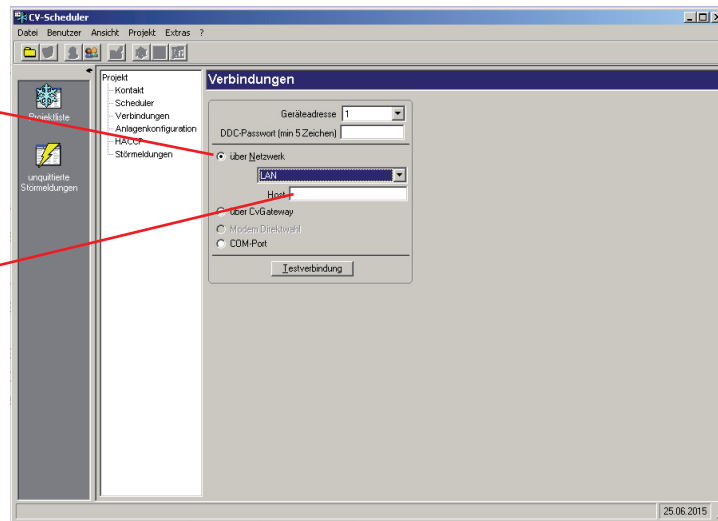 CV-Scheduler
Datei Benutzer Ansicht Projekt Extras ?
Projektliste
unquittierte
Störmeldungen
Projekt
Kontakt
Scheduler
Verbindungen
Anlagenkonfiguration
HACCP
Störmeldungen
Verbindungen
Geräteadresse 1
DDC-Passwort (min 5 Zeichen)
über Netzwerk
LAN
Host
über CvGateway
Modem Direktwahl
COM-Port
Testverbindung
25.06.2015